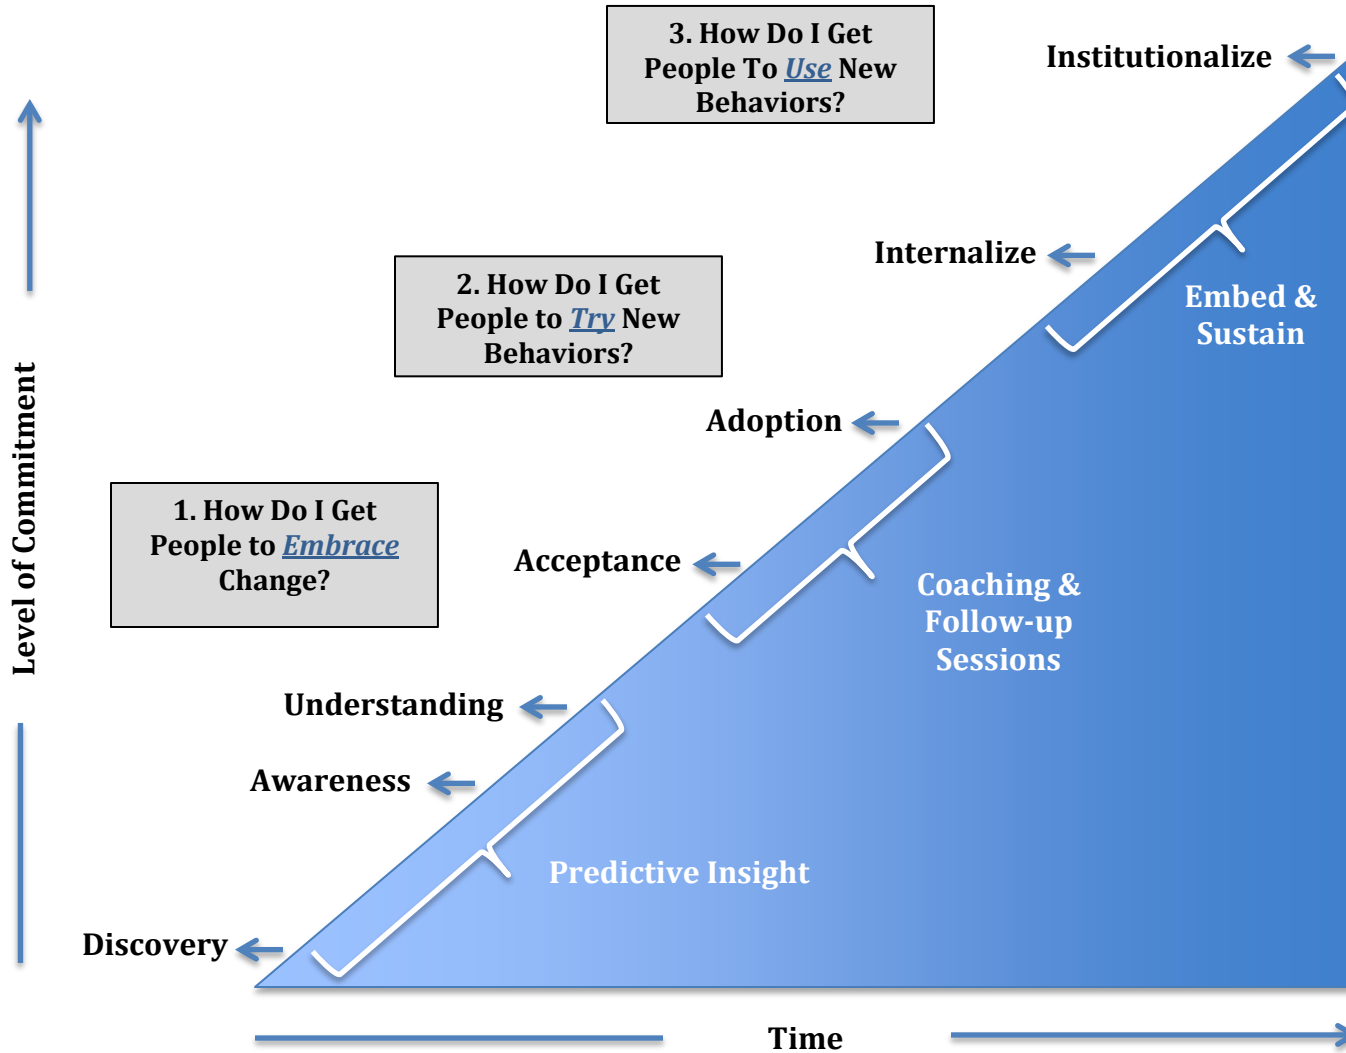 3. How Do I Get
People To Use New
Behaviors?
Institutionalize
Internalize
2. How Do I Get
People to Try New
Behaviors?
Embed &
Sustain
Adoption
Level of Commitment
1. How Do I Get
People to Embrace
Change?
Acceptance
Coaching &
Follow-up
Sessions
Understanding
Awareness
Predictive Insight
Discovery
Time